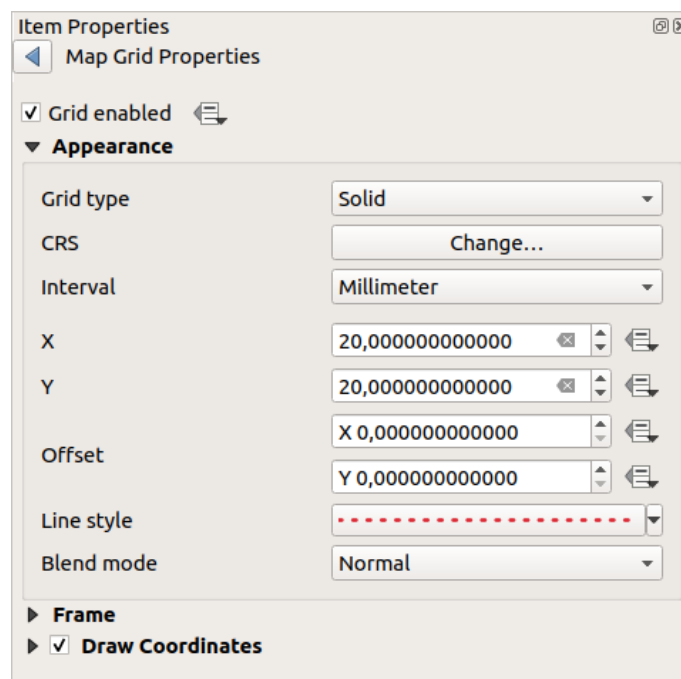 Item Properties
Map Grid Properties
Grid enabled
Appearance
Grid type Solid
CRS Change...
Interval Millimeter
X 20,000000000000
Y 20,000000000000
Offset X 0,000000000000
Y 0,000000000000
Line style
Blend mode Normal
Frame
Draw Coordinates